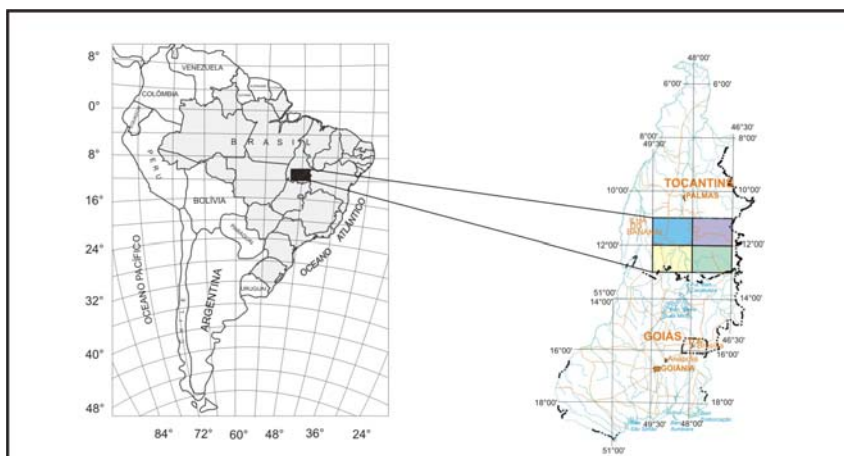 8°
0°
8°
16°
24°
32°
40°
48°
84° 72° 60° 48° 36° 24°
VENEZUELA
COLÔMBIA
PERU
BRASIL
BOLÍVIA
ARGENTINA
URUGUAI
OCEANO PACÍFICO
OCEANO ATLÂNTICO
48°00'
6°00' 6°00'
46°30'
8°00' 8°00'
49°30'
TOCANTINS
10°00' 10°00'
PALMAS
12°00' 12°00'
51°00'
14°00' 14°00'
GOIÁS
46°30'
16°00' 16°00'
GOIÂNIA
18°00' 18°00'
49°30' 48°00'
51°00'